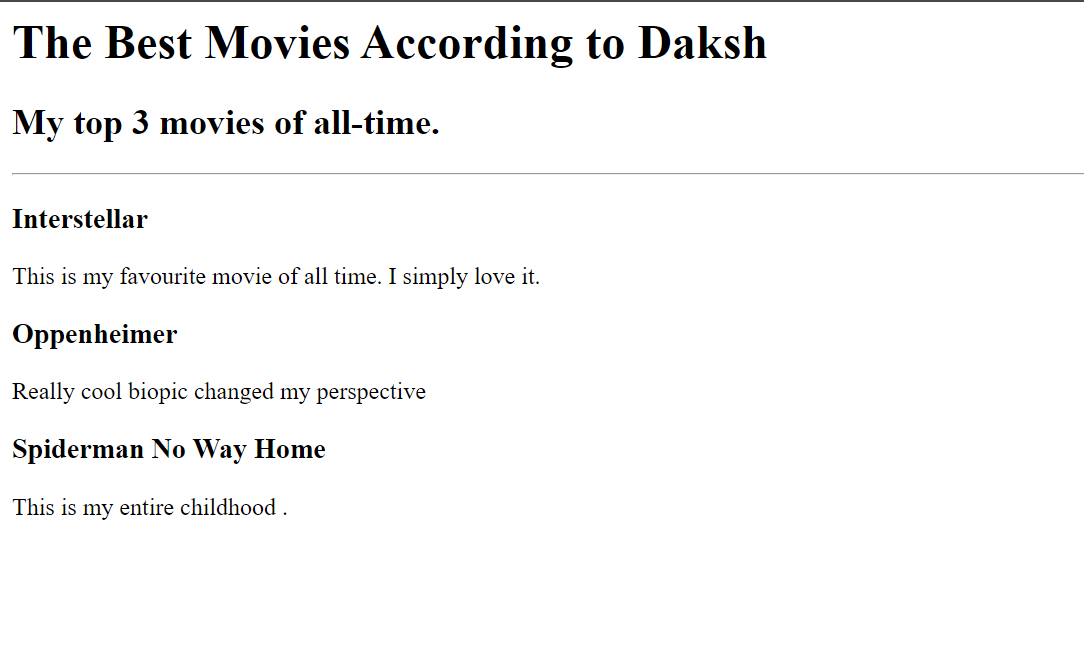 The Best Movies According to Daksh
My top 3 movies of all-time.
Interstellar
This is my favourite movie of all time. I simply love it.
Oppenheimer
Really cool biopic changed my perspective
Spiderman No Way Home
This is my entire childhood .